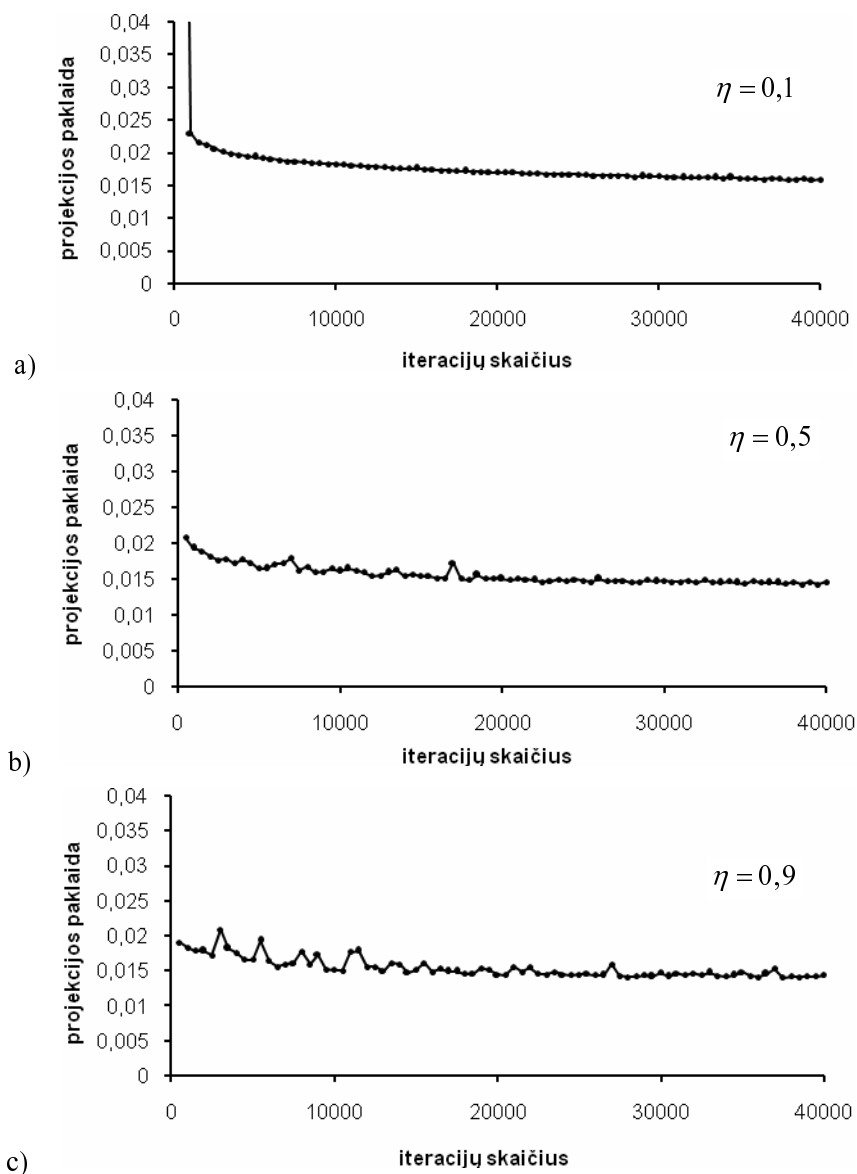 0,04
0,035
0,03
0,025
0,02
0,015
0,01
0,005
0
projekcijos paklaida
η = 0,1
0 10000 20000 30000 40000
iteracijų skaičius
a)
0,04
0,035
0,03
0,025
0,02
0,015
0,01
0,005
0
projekcijos paklaida
η = 0,5
0 10000 20000 30000 40000
iteracijų skaičius
b)
0,04
0,035
0,03
0,025
0,02
0,015
0,01
0,005
0
projekcijos paklaida
η = 0,9
0 10000 20000 30000 40000
iteracijų skaičius
c)